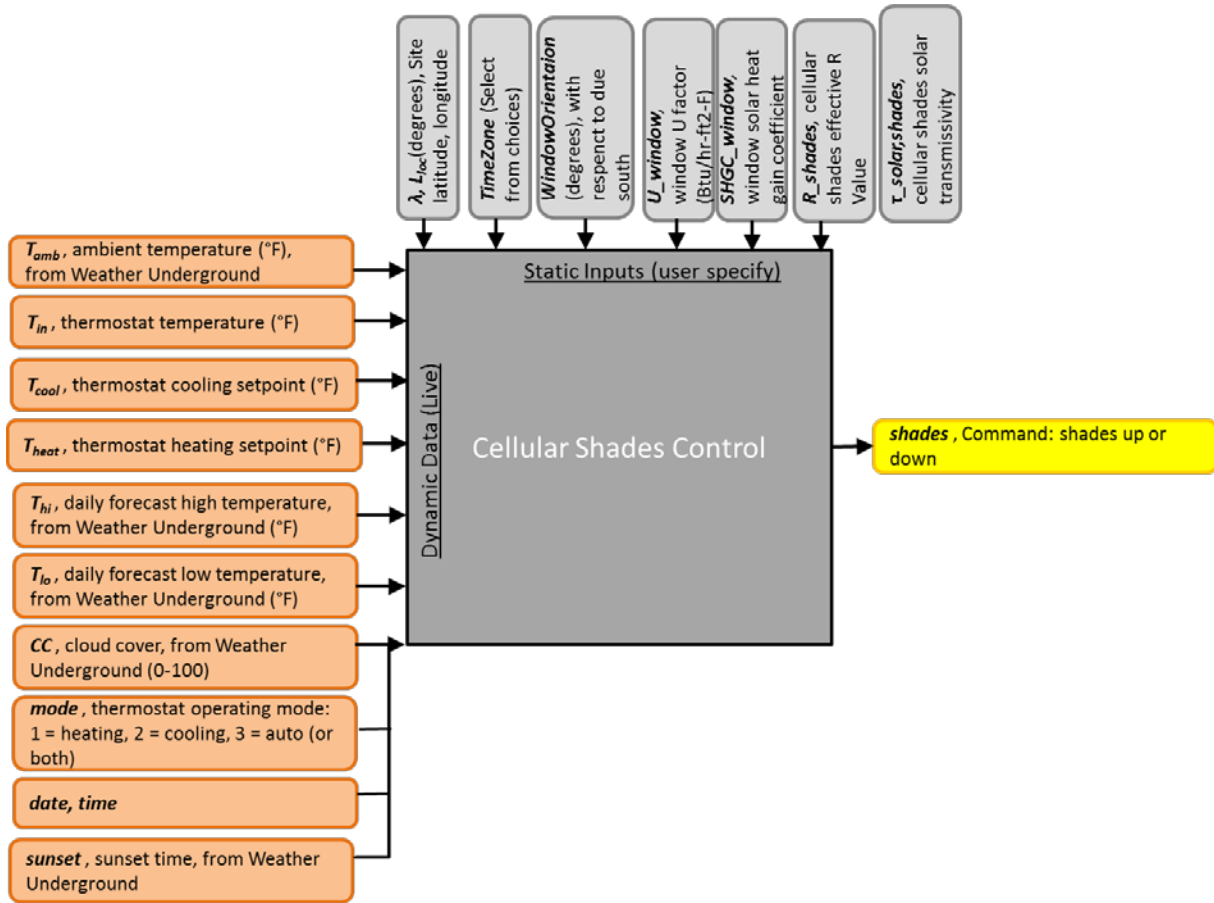 λ, L_loc(degrees), Site
latitude, longitude
TimeZone (Select
from choices)
WindowOrientaion
(degrees), with
respenct to due
south
U_window,
window U factor
(Btu/hr-ft2-F)
SHGC_window,
window solar heat
gain coefficient
R_shades, cellular
shades effective R
Value
τ_solar,shades,
cellular shades solar
transmissivity
Static Inputs (user specify)
Dynamic Data (Live)
T_amb , ambient temperature (°F),
from Weather Underground
T_in , thermostat temperature (°F)
T_cool , thermostat cooling setpoint (°F)
T_heat , thermostat heating setpoint (°F)
T_hi , daily forecast high temperature,
from Weather Underground (°F)
T_lo , daily forecast low temperature,
from Weather Underground (°F)
CC , cloud cover, from Weather
Underground (0-100)
mode , thermostat operating mode:
1 = heating, 2 = cooling, 3 = auto (or
both)
date, time
sunset , sunset time, from Weather
Underground
Cellular Shades Control
shades , Command: shades up or
down